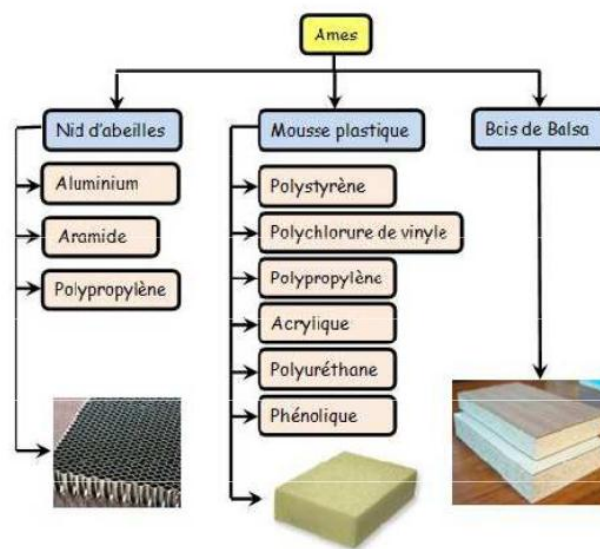 Ames
Nid d'abeilles
Mousse plastique
Bois de Balsa
Aluminium
Aramide
Polypropylène
Polystyrène
Polychlorure de vinyle
Polypropylène
Acrylique
Polyuréthane
Phénolique